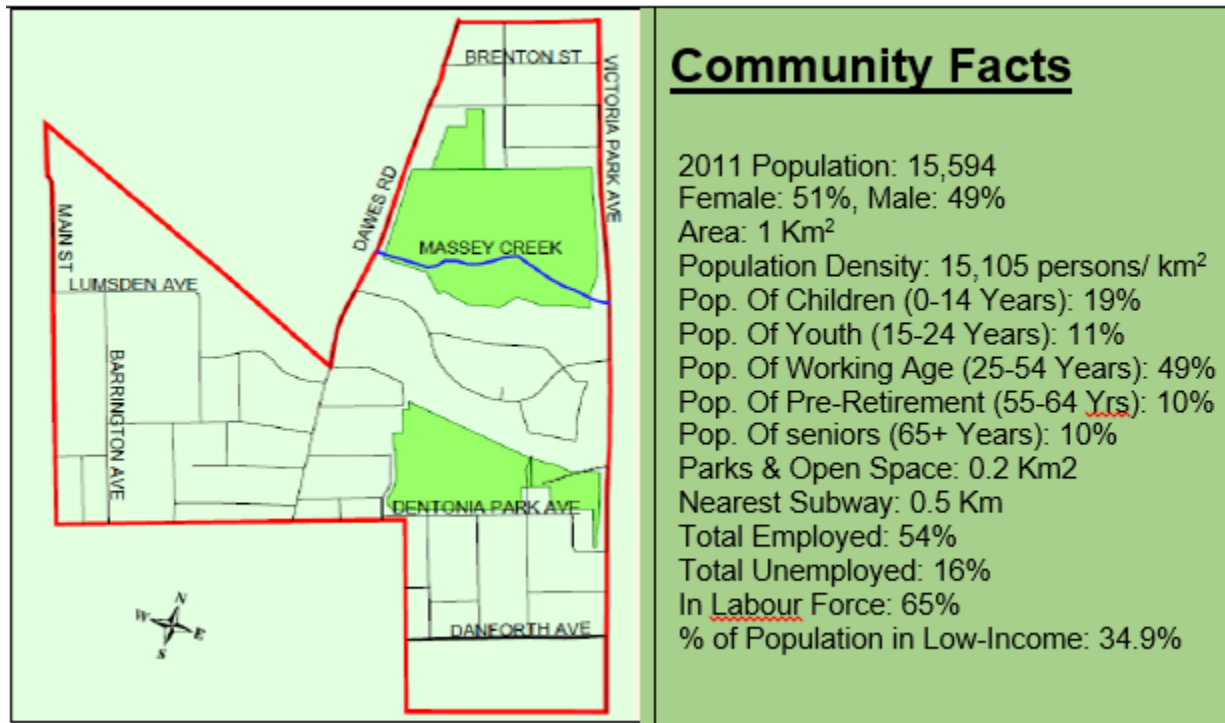 BRENTON ST
VICTORIA PARK AVE
DAWES RD
MAIN ST
MASSEY CREEK
LUMSDEN AVE
BARRINGTON AVE
DENTONIA PARK AVE
DANFORTH AVE
N
W
E
S
Community Facts
2011 Population: 15,594
Female: 51%, Male: 49%
Area: 1 Km²
Population Density: 15,105 persons/ km²
Pop. Of Children (0-14 Years): 19%
Pop. Of Youth (15-24 Years): 11%
Pop. Of Working Age (25-54 Years): 49%
Pop. Of Pre-Retirement (55-64 Yrs): 10%
Pop. Of seniors (65+ Years): 10%
Parks & Open Space: 0.2 Km2
Nearest Subway: 0.5 Km
Total Employed: 54%
Total Unemployed: 16%
In Labour Force: 65%
% of Population in Low-Income: 34.9%